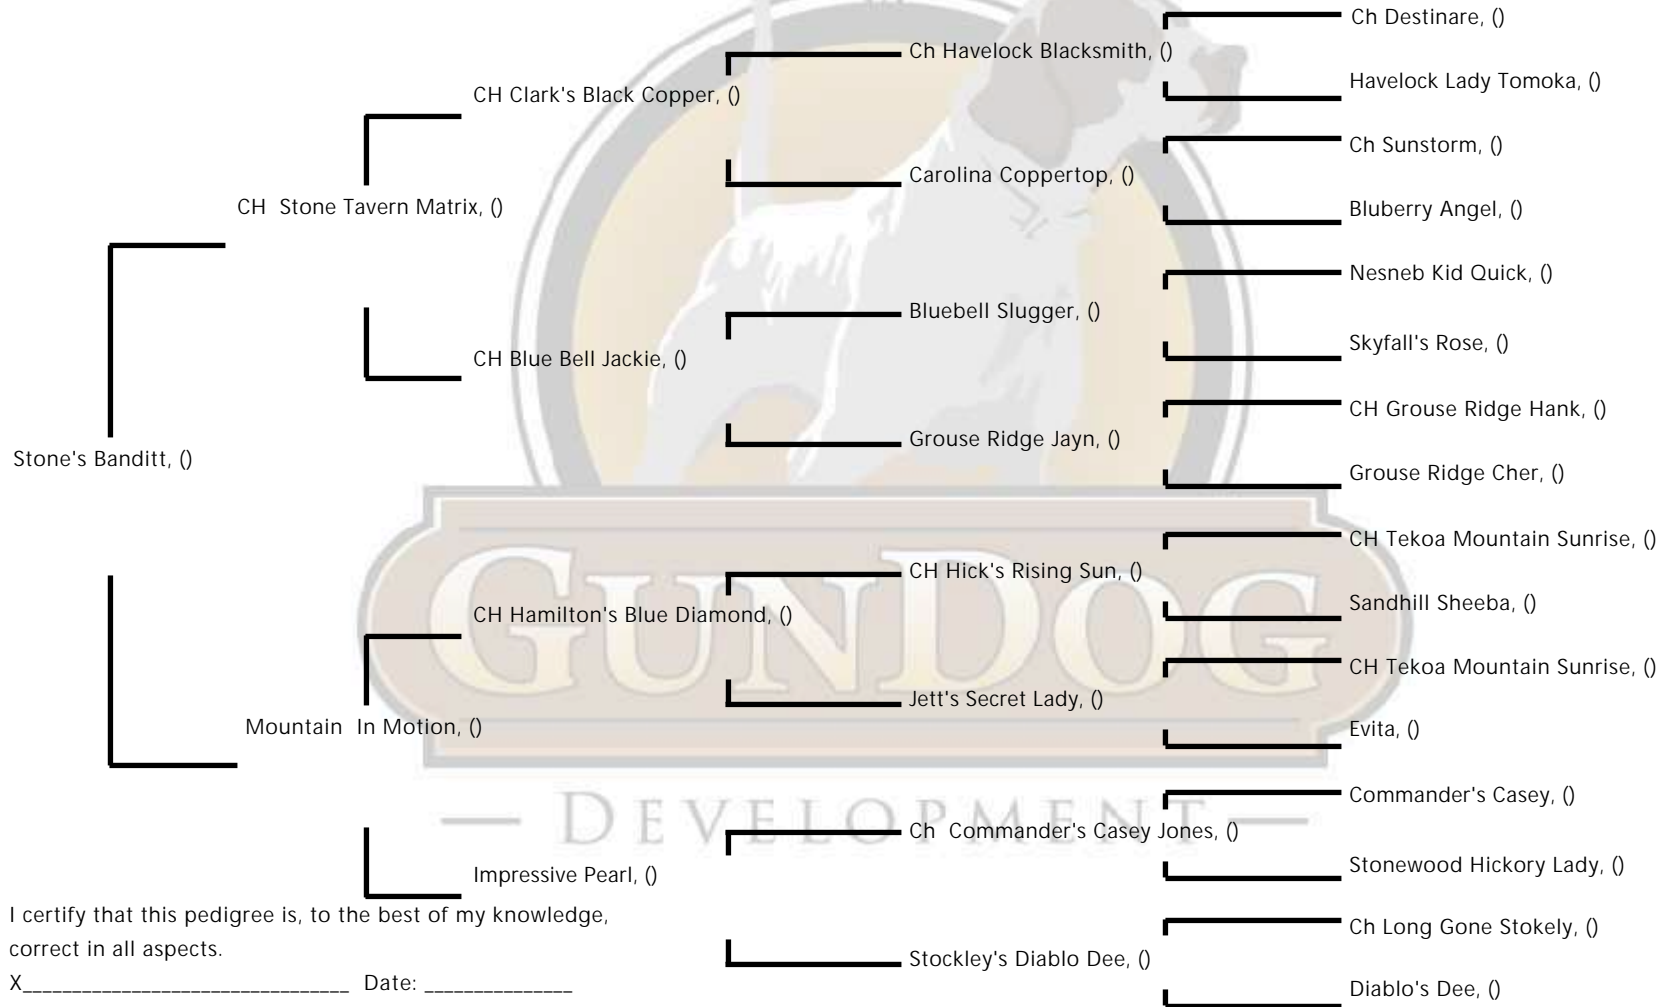 Ch Destinare, ()
Ch Havelock Blacksmith, ()
Havelock Lady Tomoka, ()
CH Clark's Black Copper, ()
Ch Sunstorm, ()
Carolina Coppertop, ()
Bluberry Angel, ()
CH  Stone Tavern Matrix, ()
Nesneb Kid Quick, ()
Bluebell Slugger, ()
Skyfall's Rose, ()
CH Blue Bell Jackie, ()
CH Grouse Ridge Hank, ()
Grouse Ridge Jayn, ()
Grouse Ridge Cher, ()
Stone's Banditt, ()
CH Tekoa Mountain Sunrise, ()
CH Hick's Rising Sun, ()
Sandhill Sheeba, ()
CH Hamilton's Blue Diamond, ()
GUNDOG
CH Tekoa Mountain Sunrise, ()
Jett's Secret Lady, ()
Evita, ()
Mountain  In Motion, ()
Commander's Casey, ()
— DEVELOPMENT —
Ch  Commander's Casey Jones, ()
Stonewood Hickory Lady, ()
Impressive Pearl, ()
Ch Long Gone Stokely, ()
Stockley's Diablo Dee, ()
Diablo's Dee, ()
I certify that this pedigree is, to the best of my knowledge,
correct in all aspects.
X______________________________ Date: ______________